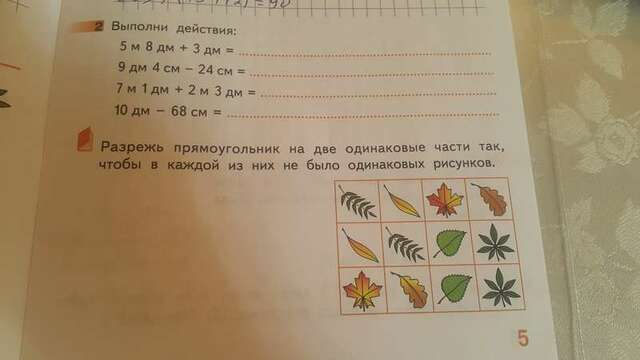 2 Выполни действия:
5 м 8 дм + 3 дм =
9 дм 4 см − 24 см =
7 м 1 дм + 2 м 3 дм =
10 дм − 68 см =
Разрежь прямоугольник на две одинаковые части так,
чтобы в каждой из них не было одинаковых рисунков.
5